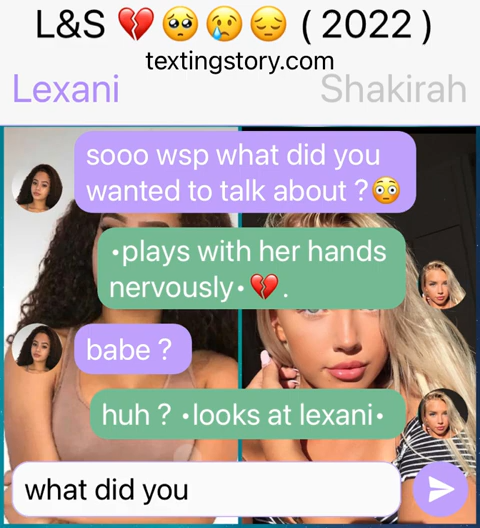 L&S 💔🥺😢😔 ( 2022 )
textingstory.com
Lexani
Shakirah
sooo wsp what did you
wanted to talk about ?😳
•plays with her hands
nervously•💔 .
babe ?
huh ? •looks at lexani•
what did you